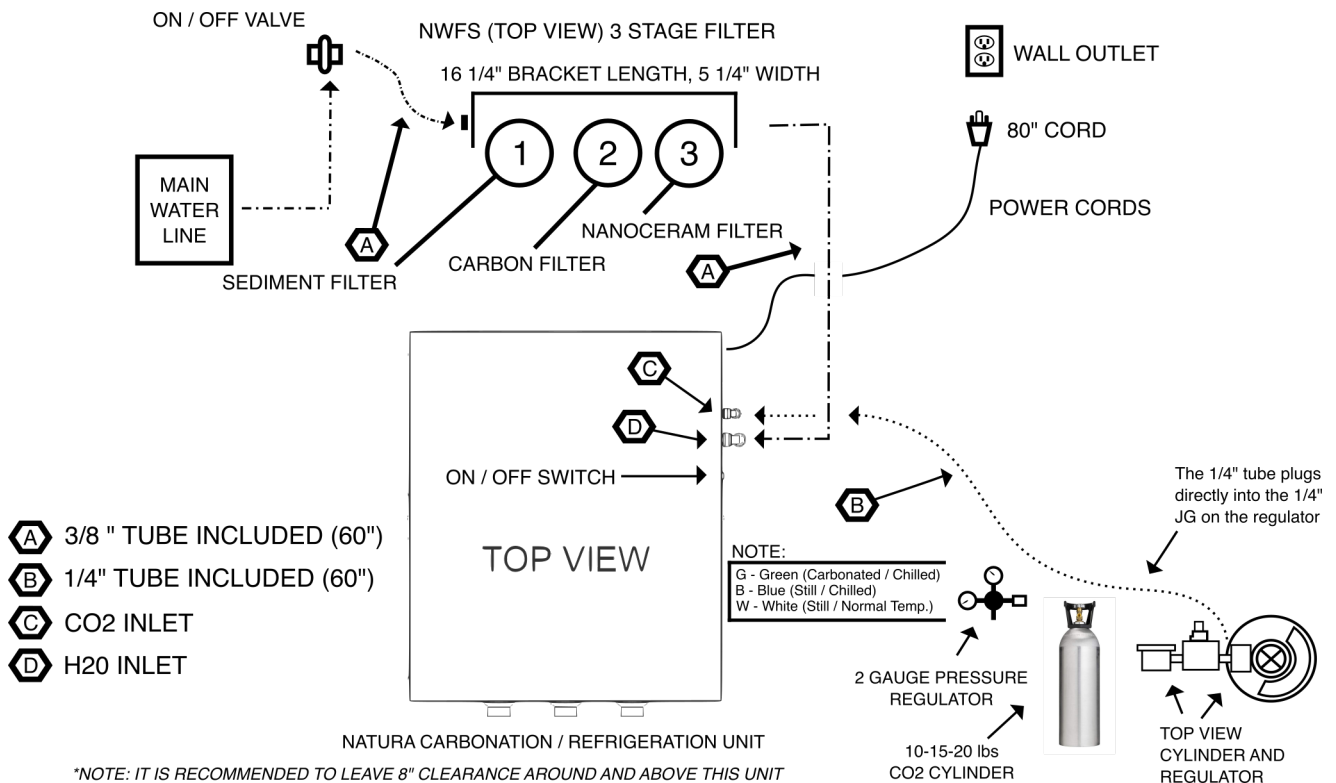 ON / OFF VALVE
NWFS (TOP VIEW) 3 STAGE FILTER
16 1/4" BRACKET LENGTH, 5 1/4" WIDTH
WALL OUTLET
80" CORD
POWER CORDS
1
2
3
MAIN
WATER
LINE
A
NANOCERAM FILTER
CARBON FILTER
SEDIMENT FILTER
A
C
D
ON / OFF SWITCH
B
The 1/4" tube plugs
directly into the 1/4"
JG on the regulator
TOP VIEW
A 3/8 " TUBE INCLUDED (60")
B 1/4" TUBE INCLUDED (60")
C CO2 INLET
D H20 INLET
NOTE:
G - Green (Carbonated / Chilled)
B - Blue (Still / Chilled)
W - White (Still / Normal Temp.)
2 GAUGE PRESSURE
REGULATOR
10-15-20 lbs
CO2 CYLINDER
TOP VIEW
CYLINDER AND
REGULATOR
NATURA CARBONATION / REFRIGERATION UNIT
*NOTE: IT IS RECOMMENDED TO LEAVE 8" CLEARANCE AROUND AND ABOVE THIS UNIT